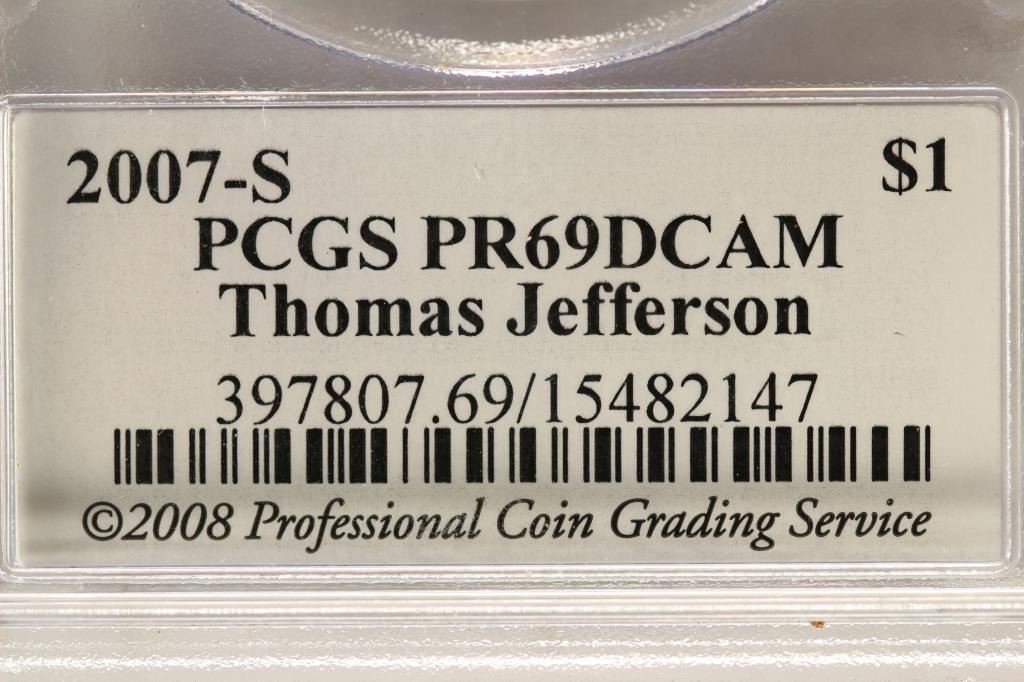 2007-S $1
PCGS PR69DCAM
Thomas Jefferson
397807.69/15482147
©2008 Professional Coin Grading Service